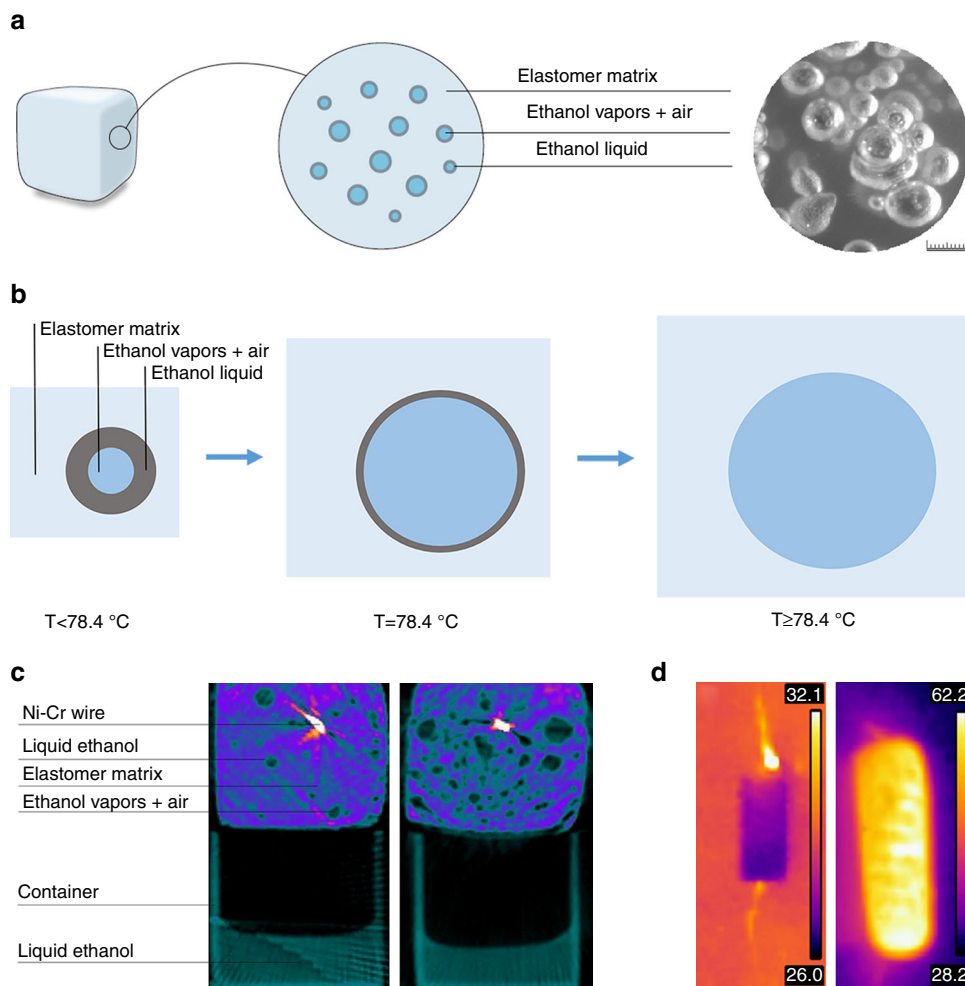 a
Elastomer matrix
Ethanol vapors + air
Ethanol liquid
b
Elastomer matrix
Ethanol vapors + air
Ethanol liquid
T<78.4 °C
T=78.4 °C
T≥78.4 °C
c
Ni-Cr wire
Liquid ethanol
Elastomer matrix
Ethanol vapors + air
Container
Liquid ethanol
d
32.1
26.0
62.2
28.2